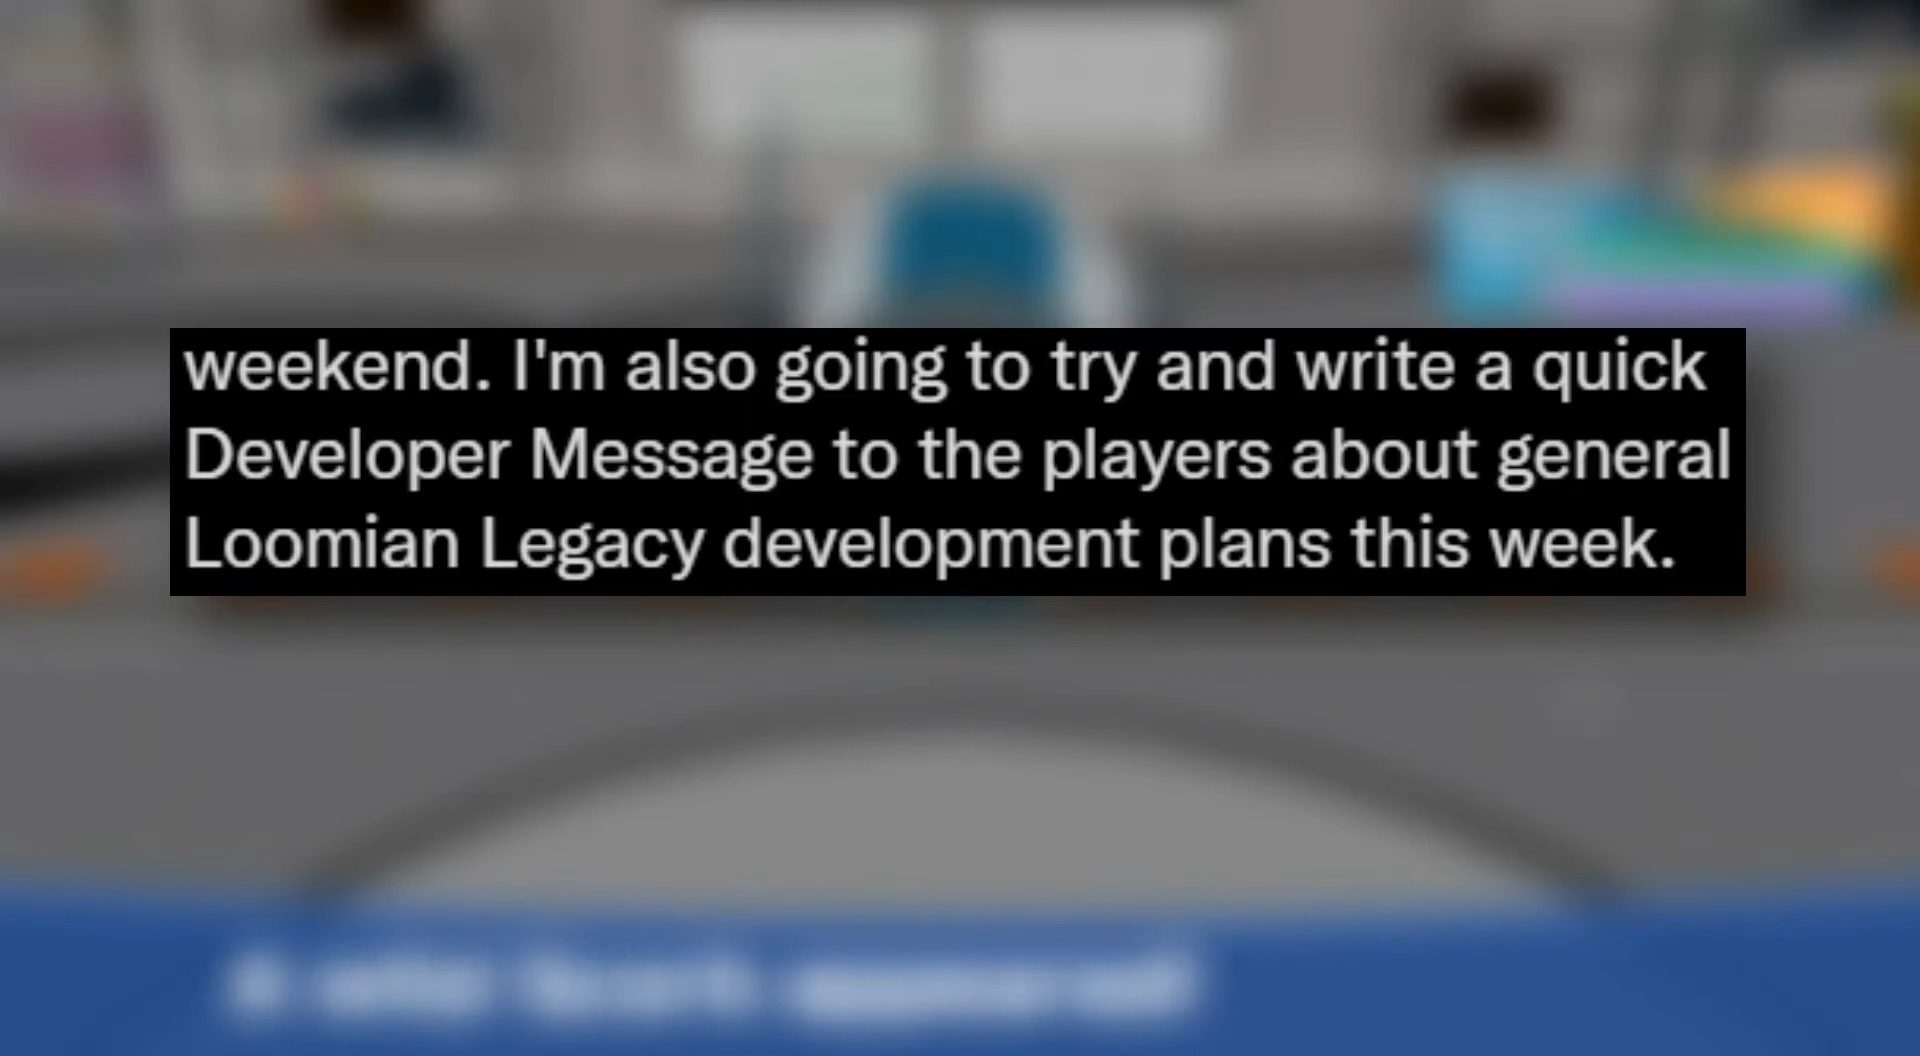 weekend. I'm also going to try and write a quick
Developer Message to the players about general
Loomian Legacy development plans this week.